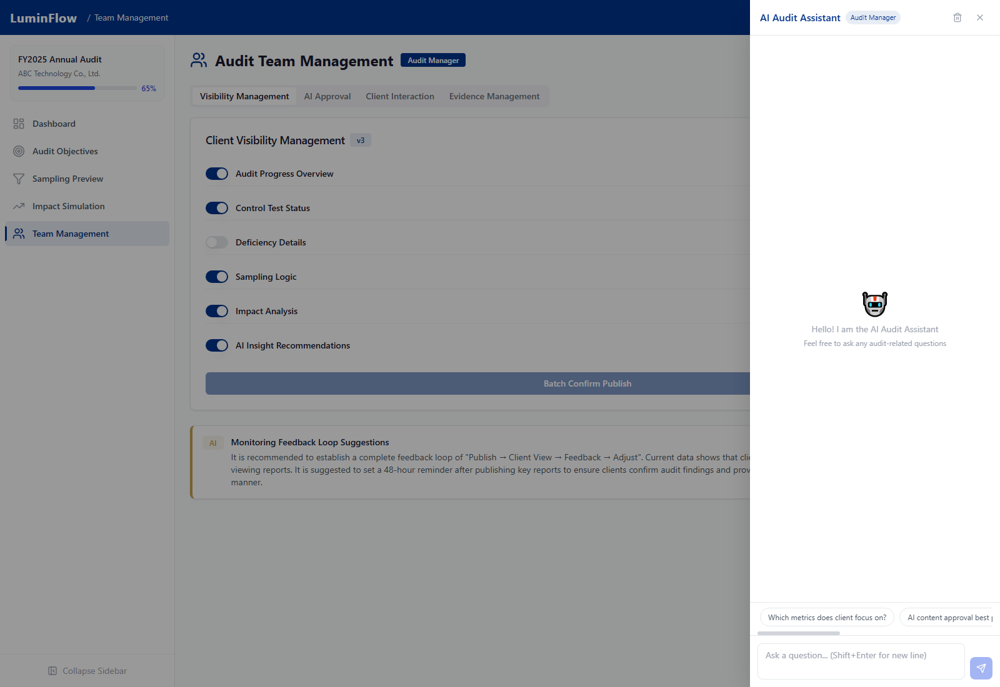 LuminFlow / Team Management
AI Audit Assistant Audit Manager
FY2025 Annual Audit
ABC Technology Co., Ltd.
65%
Dashboard
Audit Objectives
Sampling Preview
Impact Simulation
Team Management
Collapse Sidebar
Audit Team Management Audit Manager
Visibility Management AI Approval Client Interaction Evidence Management
Client Visibility Management v3
Audit Progress Overview
Control Test Status
Deficiency Details
Sampling Logic
Impact Analysis
AI Insight Recommendations
Batch Confirm Publish
AI Monitoring Feedback Loop Suggestions
It is recommended to establish a complete feedback loop of "Publish → Client View → Feedback → Adjust". Current data shows that
viewing reports. It is suggested to set a 48-hour reminder after publishing key reports to ensure clients confirm audit findings and
manner.
Hello! I am the AI Audit Assistant
Feel free to ask any audit-related questions
Which metrics does client focus on? AI content approval best
Ask a question... (Shift+Enter for new line)